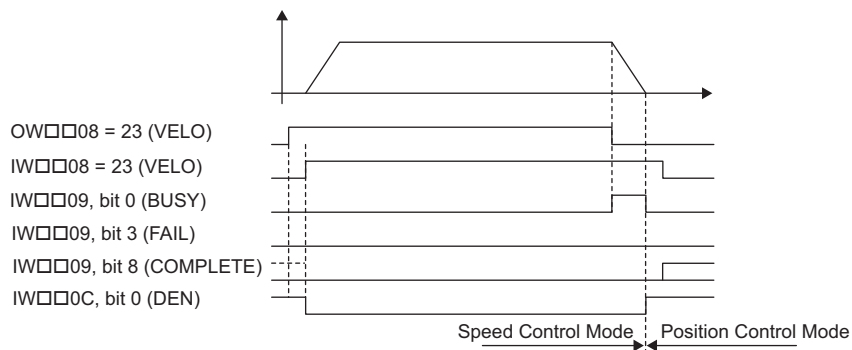 OW□□08 = 23 (VELO)
IW□□08 = 23 (VELO)
IW□□09, bit 0 (BUSY)
IW□□09, bit 3 (FAIL)
IW□□09, bit 8 (COMPLETE)
IW□□0C, bit 0 (DEN)
Speed Control Mode Position Control Mode